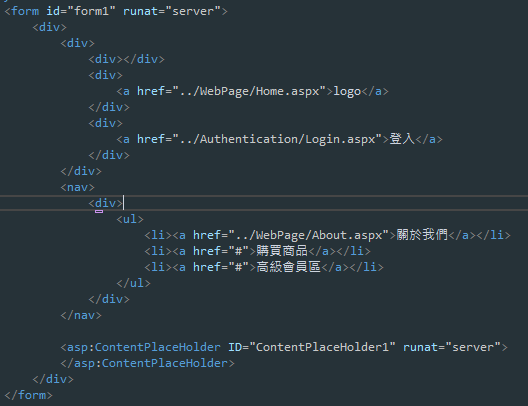 <form id="form1" runat="server">
    <div>
        <div>
            <div></div>
            <div>
                <a href="../WebPage/Home.aspx">logo</a>
            </div>
            <div>
                <a href="../Authentication/Login.aspx">登入</a>
            </div>
        </div>
        <nav>
            <div>
                <ul>
                    <li><a href="../WebPage/About.aspx">關於我們</a></li>
                    <li><a href="#">購買商品</a></li>
                    <li><a href="#">高級會員區</a></li>
                </ul>
            </div>
        </nav>

        <asp:ContentPlaceHolder ID="ContentPlaceHolder1" runat="server">
        </asp:ContentPlaceHolder>
    </div>
</form>